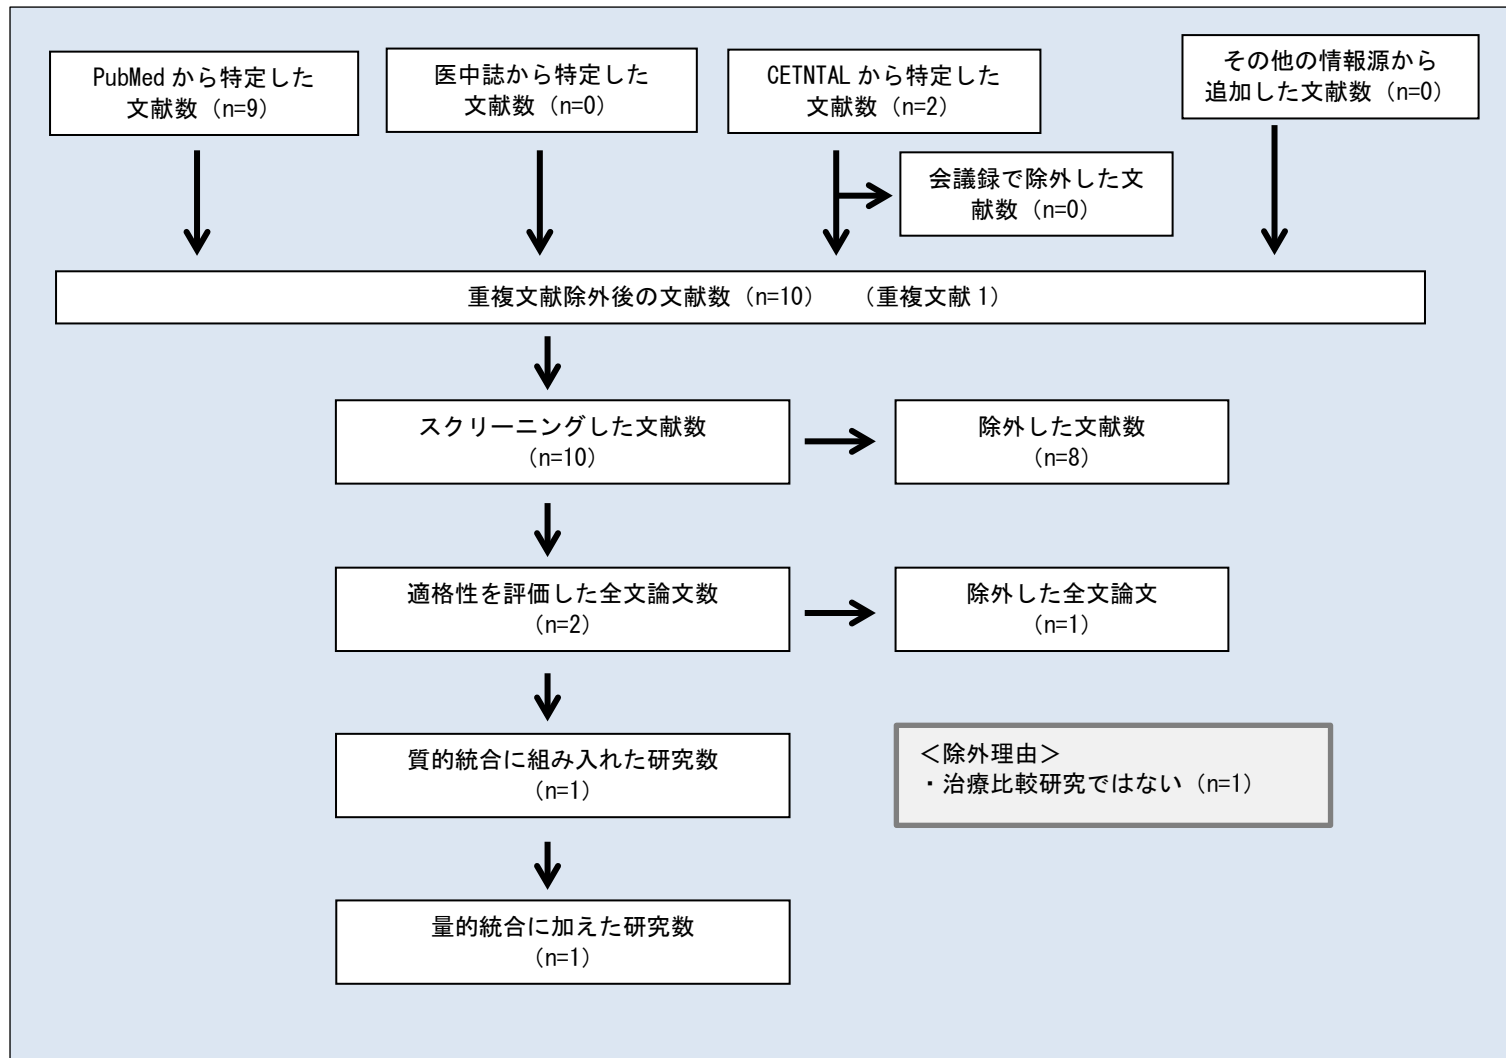 PubMed から特定した
文献数（n=9）
医中誌から特定した
文献数（n=0）
CETNTAL から特定した
文献数（n=2）
その他の情報源から
追加した文献数（n=0）
会議録で除外した文
献数（n=0）
重複文献除外後の文献数（n=10）　（重複文献 1）
スクリーニングした文献数
（n=10）
除外した文献数
（n=8）
適格性を評価した全文論文数
（n=2）
除外した全文論文
（n=1）
質的統合に組み入れた研究数
（n=1）
＜除外理由＞
・治療比較研究ではない（n=1）
量的統合に加えた研究数
（n=1）